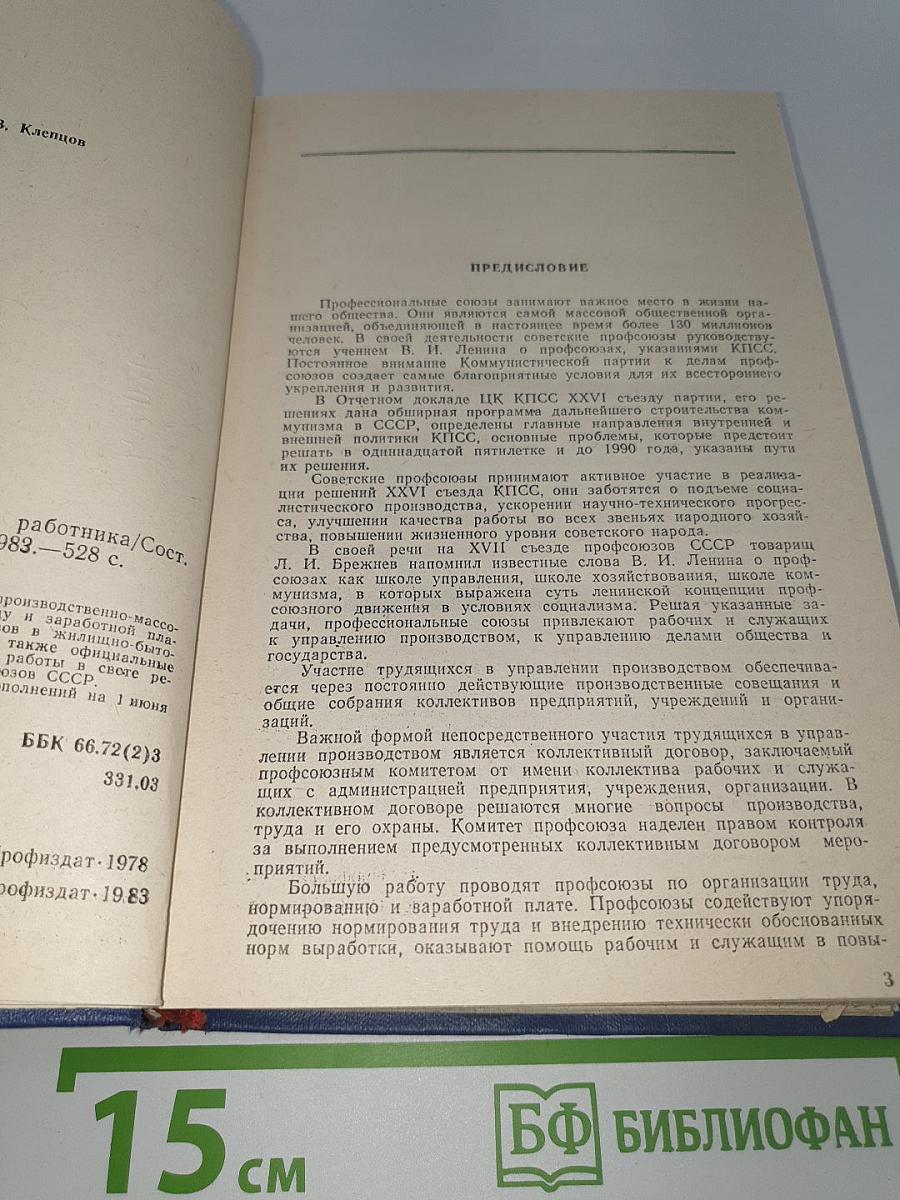 В. Клепцов
работника/Сост.
983.—528 с.
производственно-массо-
ду и заработной пла-
зов в жилищно-быто-
также официальные
работы в свете ре-
юзов СССР.
ополнений на 1 июня
ББК 66.72(2)3
331.03
рофиздат·1978
рофиздат·1983
ПРЕДИСЛОВИЕ
Профессиональные союзы занимают важное место в жизни на-
шего общества. Они являются самой массовой общественной орга-
низацией, объединяющей в настоящее время более 130 миллионов
человек. В своей деятельности советские профсоюзы руководству-
ются учением В. И. Ленина о профсоюзах, указаниями КПСС.
Постоянное внимание Коммунистической партии к делам проф-
союзов создает самые благоприятные условия для их всестороннего
укрепления и развития.
В Отчетном докладе ЦК КПСС XXVI съезду партии, его ре-
шениях дана обширная программа дальнейшего строительства ком-
мунизма в СССР, определены главные направления внутренней и
внешней политики КПСС, основные проблемы, которые предстоит
решать в одиннадцатой пятилетке и до 1990 года, указаны пути
их решения.
Советские профсоюзы принимают активное участие в реализа-
ции решений XXVI съезда КПСС, они заботятся о подъеме социа-
листического производства, ускорении научно-технического прогрес-
са, улучшении качества работы во всех звеньях народного хозяй-
ства, повышении жизненного уровня советского народа.
В своей речи на XVII съезде профсоюзов СССР товарищ
Л. И. Брежнев напомнил известные слова В. И. Ленина о проф-
союзах как школе управления, школе хозяйствования, школе ком-
мунизма, в которых выражена суть ленинской концепции проф-
союзного движения в условиях социализма. Решая указанные за-
дачи, профессиональные союзы привлекают рабочих и служащих
к управлению производством, к управлению делами общества и
государства.
Участие трудящихся в управлении производством обеспечива-
ется через постоянно действующие производственные совещания и
общие собрания коллективов предприятий, учреждений и органи-
заций.
Важной формой непосредственного участия трудящихся в управ-
лении производством является коллективный договор, заключаемый
профсоюзным комитетом от имени коллектива рабочих и служа-
щих с администрацией предприятия, учреждения, организации. В
коллективном договоре решаются многие вопросы производства,
труда и его охраны. Комитет профсоюза наделен правом контроля
за выполнением предусмотренных коллективным договором меро-
приятий.
Большую работу проводят профсоюзы по организации труда,
нормированию и заработной плате. Профсоюзы содействуют упоря-
дочению нормирования труда и внедрению технически обоснованных
норм выработки, оказывают помощь рабочим и служащим в повы-
3
15 см
БФ БИБЛИОФАН